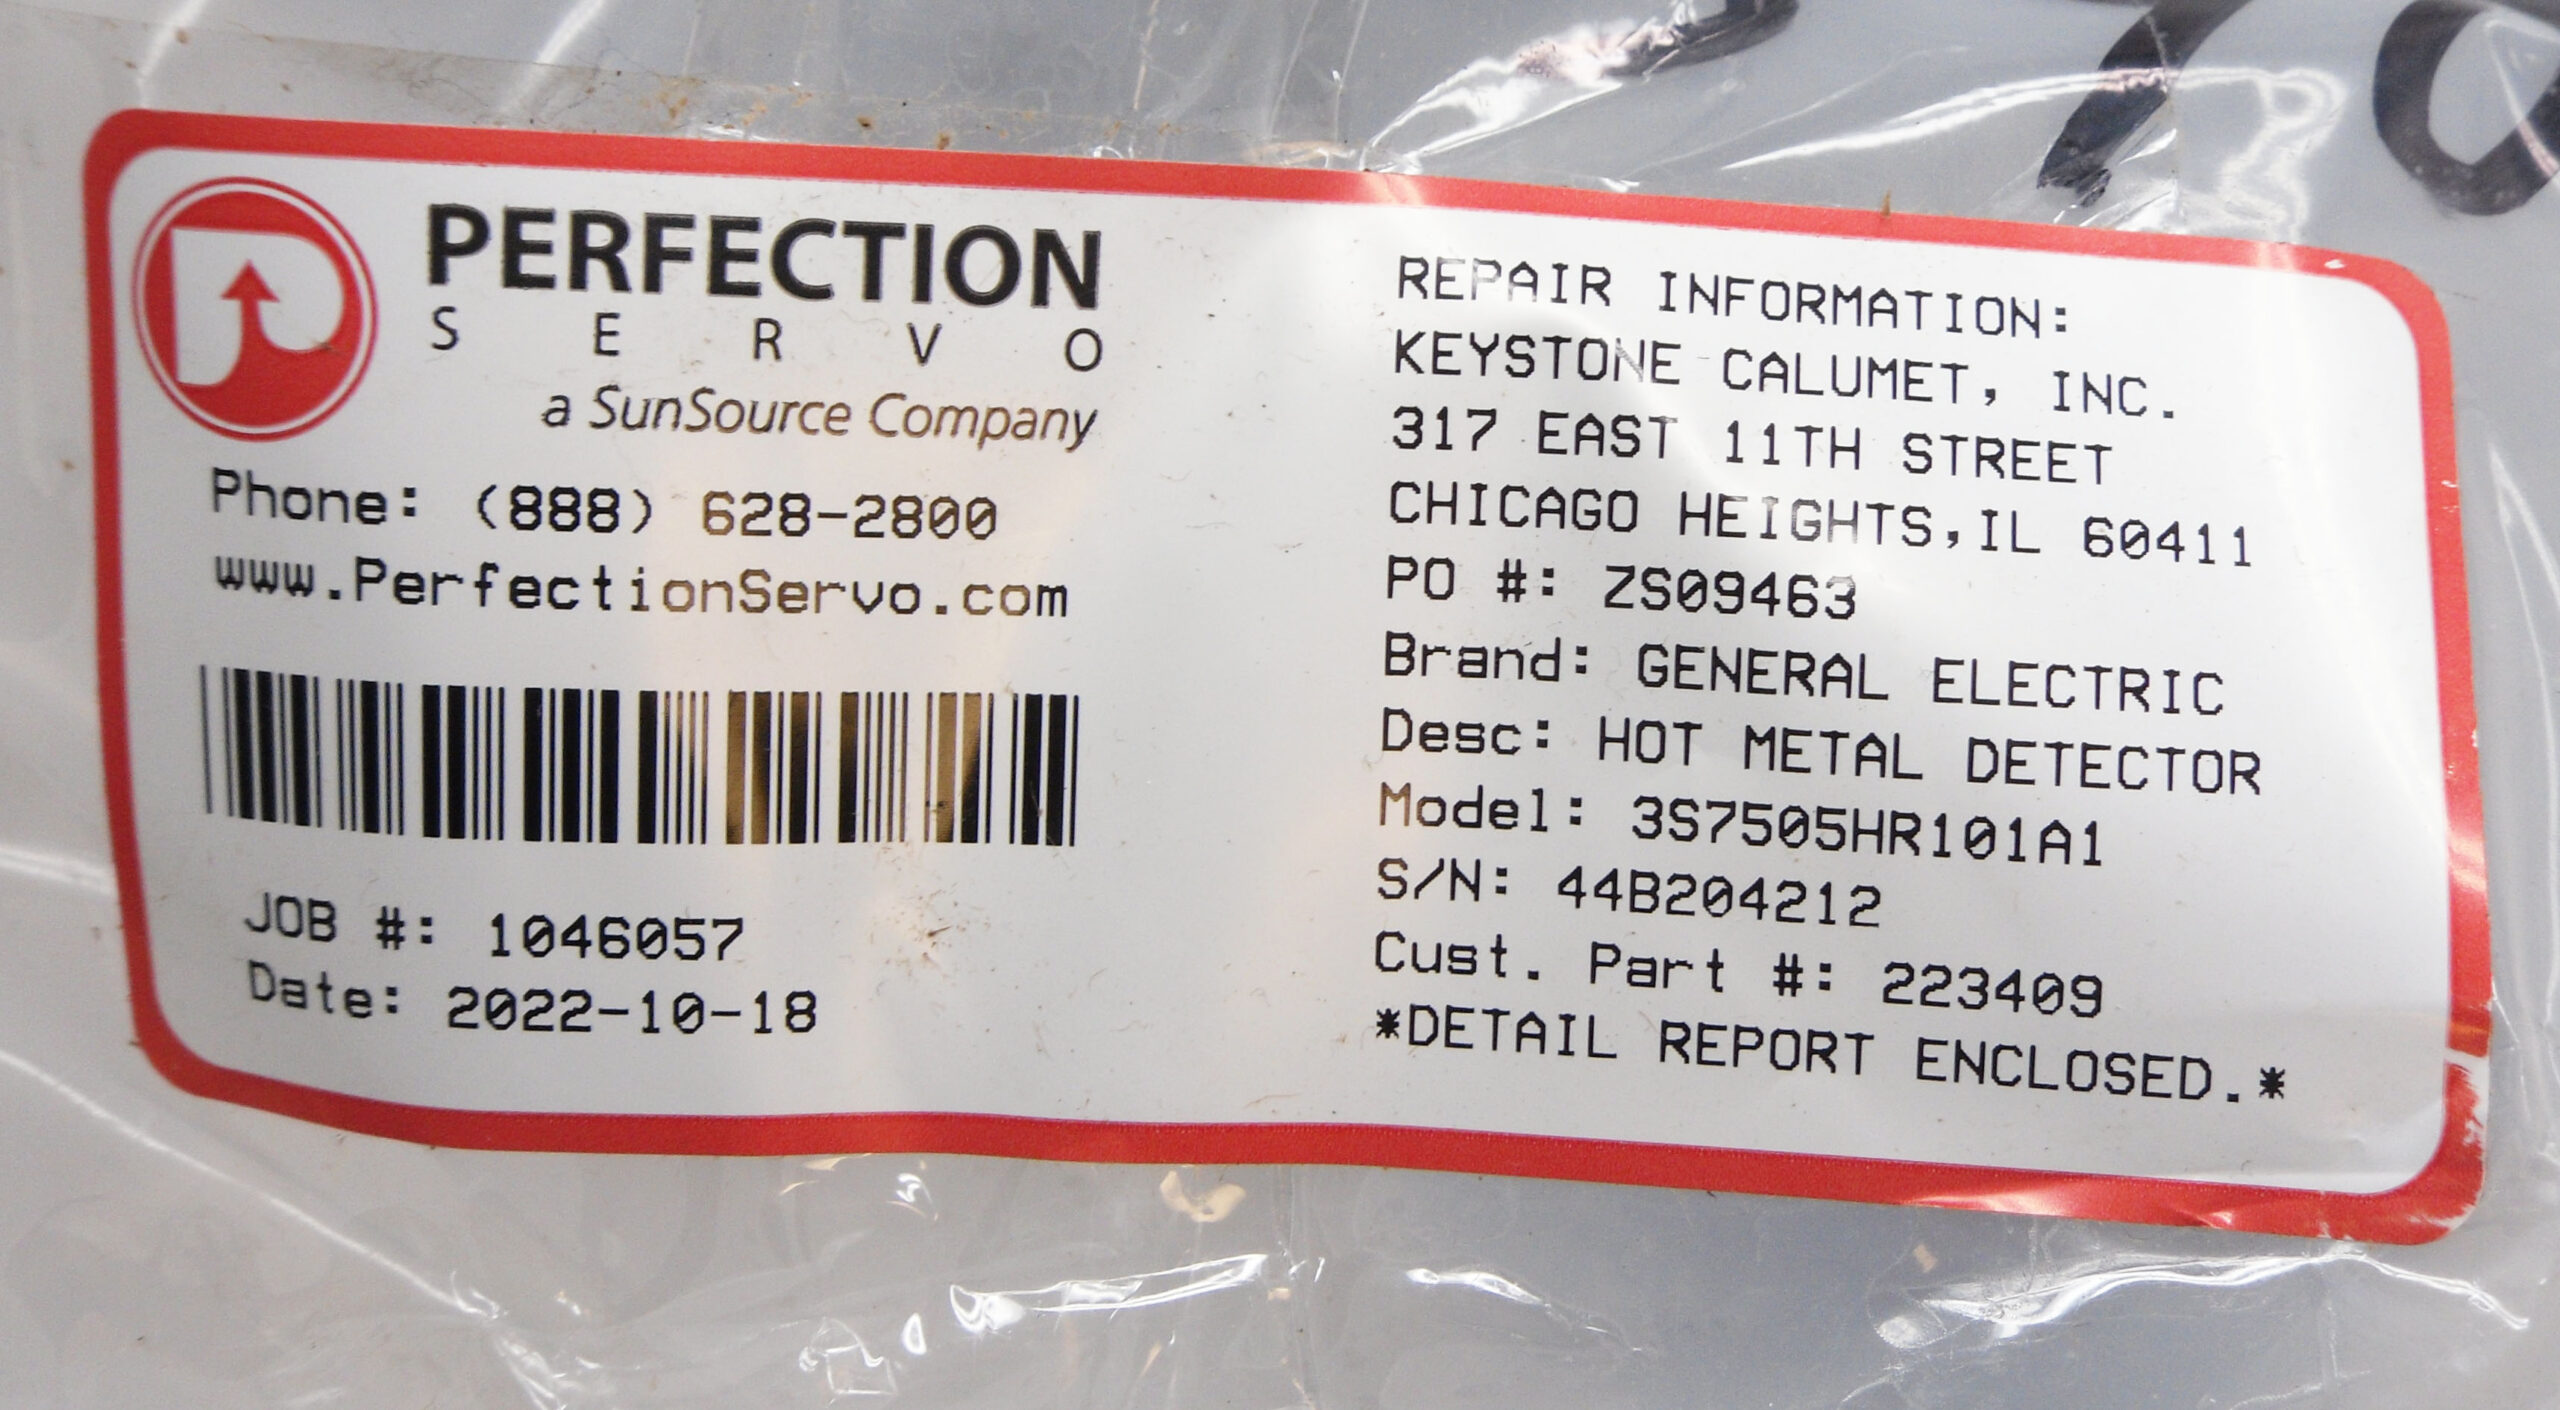 PERFECTION
SERVO
a SunSource Company
Phone: (888) 628-2800
www.PerfectionServo.com
JOB #: 1046057
Date: 2022-10-18
REPAIR INFORMATION:
KEYSTONE CALUMET, INC.
317 EAST 11TH STREET
CHICAGO HEIGHTS,IL 60411
PO #: ZS09463
Brand: GENERAL ELECTRIC
Desc: HOT METAL DETECTOR
Model: 3S7505HR101A1
S/N: 44B204212
Cust. Part #: 223409
*DETAIL REPORT ENCLOSED.*